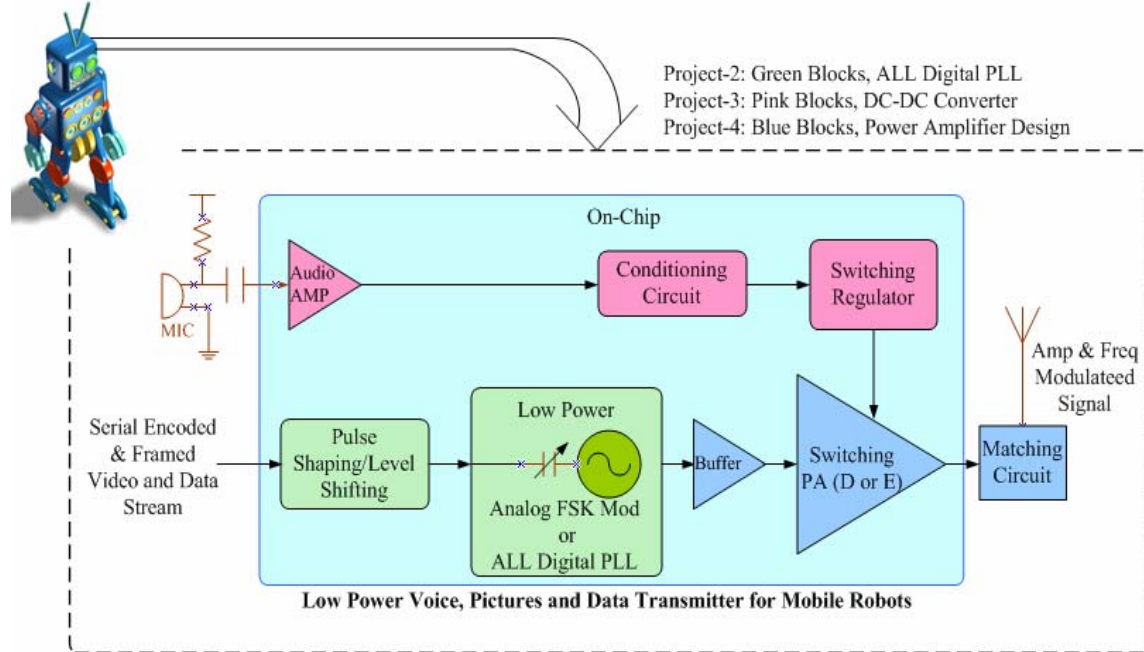 Project-2: Green Blocks, ALL Digital PLL
Project-3: Pink Blocks, DC-DC Converter
Project-4: Blue Blocks, Power Amplifier Design
On-Chip
MIC
Audio
AMP
Conditioning
Circuit
Switching
Regulator
Amp & Freq
Modulateed
Signal
Serial Encoded
& Framed
Video and Data
Stream
Pulse
Shaping/Level
Shifting
Low Power
Analog FSK Mod
or
ALL Digital PLL
Buffer
Switching
PA (D or E)
Matching
Circuit
Low Power Voice, Pictures and Data Transmitter for Mobile Robots